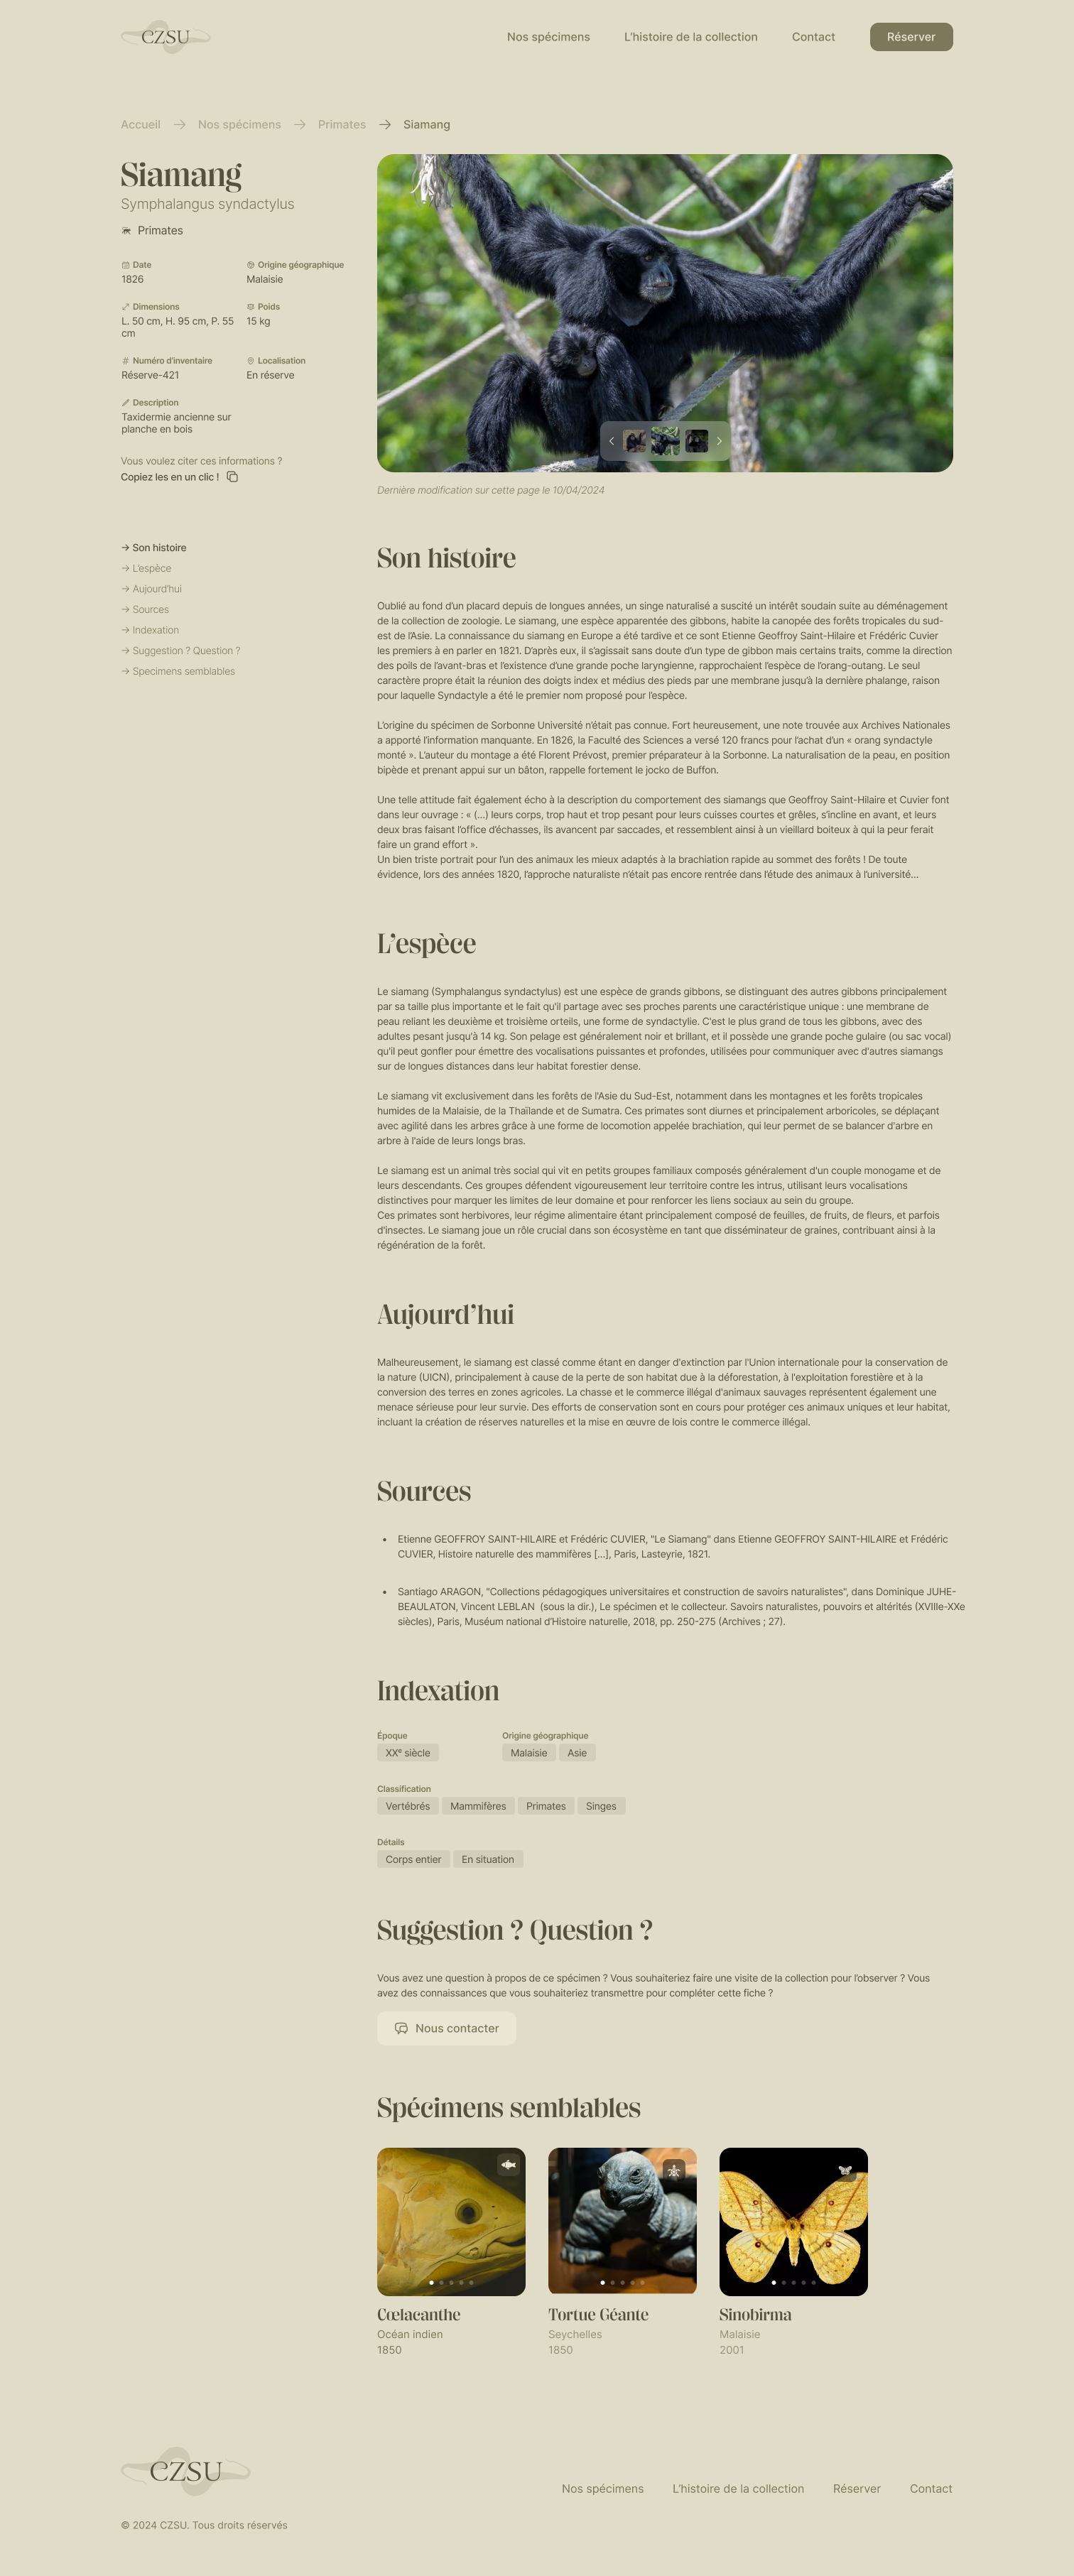 CZSU
Nos spécimens
L'histoire de la collection
Contact
Réserver
Accueil → Nos spécimens → Primates → Siamang
Siamang
Symphalangus syndactylus
Primates
Date
1826
Origine géographique
Malaisie
Dimensions
L. 50 cm, H. 95 cm, P. 55
cm
Poids
15 kg
Numéro d'inventaire
Réserve-421
Localisation
En réserve
Description
Taxidermie ancienne sur
planche en bois
Vous voulez citer ces informations ?
Copiez les en un clic !
Dernière modification sur cette page le 10/04/2024
→ Son histoire
→ L'espèce
→ Aujourd'hui
→ Sources
→ Indexation
→ Suggestion ? Question ?
→ Specimens semblables
Son histoire
Oublié au fond d'un placard depuis de longues années, un singe naturalisé a suscité un intérêt soudain suite au déménagement
de la collection de zoologie. Le siamang, une espèce apparentée des gibbons, habite la canopée des forêts tropicales du sud-
est de l'Asie. La connaissance du siamang en Europe a été tardive et ce sont Etienne Geoffroy Saint-Hilaire et Frédéric Cuvier
les premiers à en parler en 1821. D'après eux, il s'agissait sans doute d'un type de gibbon mais certains traits, comme la direction
des poils de l'avant-bras et l'existence d'une grande poche laryngienne, rapprochaient l'espèce de l'orang-outang. Le seul
caractère propre était la réunion des doigts index et médius des pieds par une membrane jusqu'à la dernière phalange, raison
pour laquelle Syndactyle a été le premier nom proposé pour l'espèce.
L'origine du spécimen de Sorbonne Université n'était pas connue. Fort heureusement, une note trouvée aux Archives Nationales
a apporté l'information manquante. En 1826, la Faculté des Sciences a versé 120 francs pour l'achat d'un « orang syndactyle
monté ». L'auteur du montage a été Florent Prévost, premier préparateur à la Sorbonne. La naturalisation de la peau, en position
bipède et prenant appui sur un bâton, rappelle fortement le jocko de Buffon.
Une telle attitude fait également écho à la description du comportement des siamangs que Geoffroy Saint-Hilaire et Cuvier font
dans leur ouvrage : « (...) leurs corps, trop haut et trop pesant pour leurs cuisses courtes et grêles, s'incline en avant, et leurs
deux bras faisant l'office d'échasses, ils avancent par saccades, et ressemblent ainsi à un vieillard boiteux à qui la peur ferait
faire un grand effort ».
Un bien triste portrait pour l'un des animaux les mieux adaptés à la brachiation rapide au sommet des forêts ! De toute
évidence, lors des années 1820, l'approche naturaliste n'était pas encore rentrée dans l'étude des animaux à l'université...
L'espèce
Le siamang (Symphalangus syndactylus) est une espèce de grands gibbons, se distinguant des autres gibbons principalement
par sa taille plus importante et le fait qu'il partage avec ses proches parents une caractéristique unique : une membrane de
peau reliant les deuxième et troisième orteils, une forme de syndactylie. C'est le plus grand de tous les gibbons, avec des
adultes pesant jusqu'à 14 kg. Son pelage est généralement noir et brillant, et il possède une grande poche gulaire (ou sac vocal)
qu'il peut gonfler pour émettre des vocalisations puissantes et profondes, utilisées pour communiquer avec d'autres siamangs
sur de longues distances dans leur habitat forestier dense.
Le siamang vit exclusivement dans les forêts de l'Asie du Sud-Est, notamment dans les montagnes et les forêts tropicales
humides de la Malaisie, de la Thaïlande et de Sumatra. Ces primates sont diurnes et principalement arboricoles, se déplaçant
avec agilité dans les arbres grâce à une forme de locomotion appelée brachiation, qui leur permet de se balancer d'arbre en
arbre à l'aide de leurs longs bras.
Le siamang est un animal très social qui vit en petits groupes familiaux composés généralement d'un couple monogame et de
leurs descendants. Ces groupes défendent vigoureusement leur territoire contre les intrus, utilisant leurs vocalisations
distinctives pour marquer les limites de leur domaine et pour renforcer les liens sociaux au sein du groupe.
Ces primates sont herbivores, leur régime alimentaire étant principalement composé de feuilles, de fruits, de fleurs, et parfois
d'insectes. Le siamang joue un rôle crucial dans son écosystème en tant que disséminateur de graines, contribuant ainsi à la
régénération de la forêt.
Aujourd'hui
Malheureusement, le siamang est classé comme étant en danger d'extinction par l'Union internationale pour la conservation de
la nature (UICN), principalement à cause de la perte de son habitat due à la déforestation, à l'exploitation forestière et à la
conversion des terres en zones agricoles. La chasse et le commerce illégal d'animaux sauvages représentent également une
menace sérieuse pour leur survie. Des efforts de conservation sont en cours pour protéger ces animaux uniques et leur habitat,
incluant la création de réserves naturelles et la mise en œuvre de lois contre le commerce illégal.
Sources
• Etienne GEOFFROY SAINT-HILAIRE et Frédéric CUVIER, "Le Siamang" dans Etienne GEOFFROY SAINT-HILAIRE et Frédéric
CUVIER, Histoire naturelle des mammifères [...], Paris, Lasteyrie, 1821.
• Santiago ARAGON, "Collections pédagogiques universitaires et construction de savoirs naturalistes", dans Dominique JUHE-
BEAULATON, Vincent LEBLAN (sous la dir.), Le spécimen et le collecteur. Savoirs naturalistes, pouvoirs et altérités (XVIIIe-XXe
siècles), Paris, Muséum national d'Histoire naturelle, 2018, pp. 250-275 (Archives ; 27).
Indexation
Époque
XXᵉ siècle
Origine géographique
Malaisie
Asie
Classification
Vertébrés
Mammifères
Primates
Singes
Détails
Corps entier
En situation
Suggestion ? Question ?
Vous avez une question à propos de ce spécimen ? Vous souhaiteriez faire une visite de la collection pour l'observer ? Vous
avez des connaissances que vous souhaiteriez transmettre pour compléter cette fiche ?
Nous contacter
Spécimens semblables
Cœlacanthe
Océan indien
1850
Tortue Géante
Seychelles
1850
Sinobirma
Malaisie
2001
CZSU
Nos spécimens
L'histoire de la collection
Réserver
Contact
© 2024 CZSU. Tous droits réservés